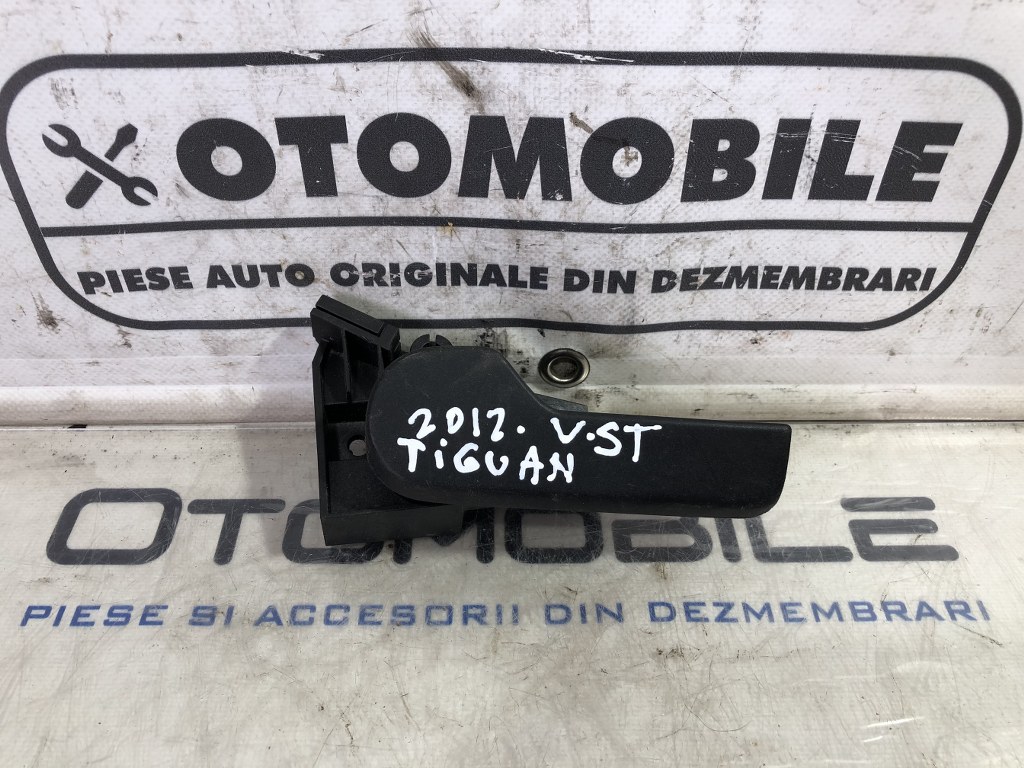 OTOMOBILE
PIESE AUTO ORIGINALE DIN DEZMEMBRARI
2012. V.ST
TiGUAN
OTOMOBILE
PIESE SI ACCESORII DIN DEZMEMBRARI